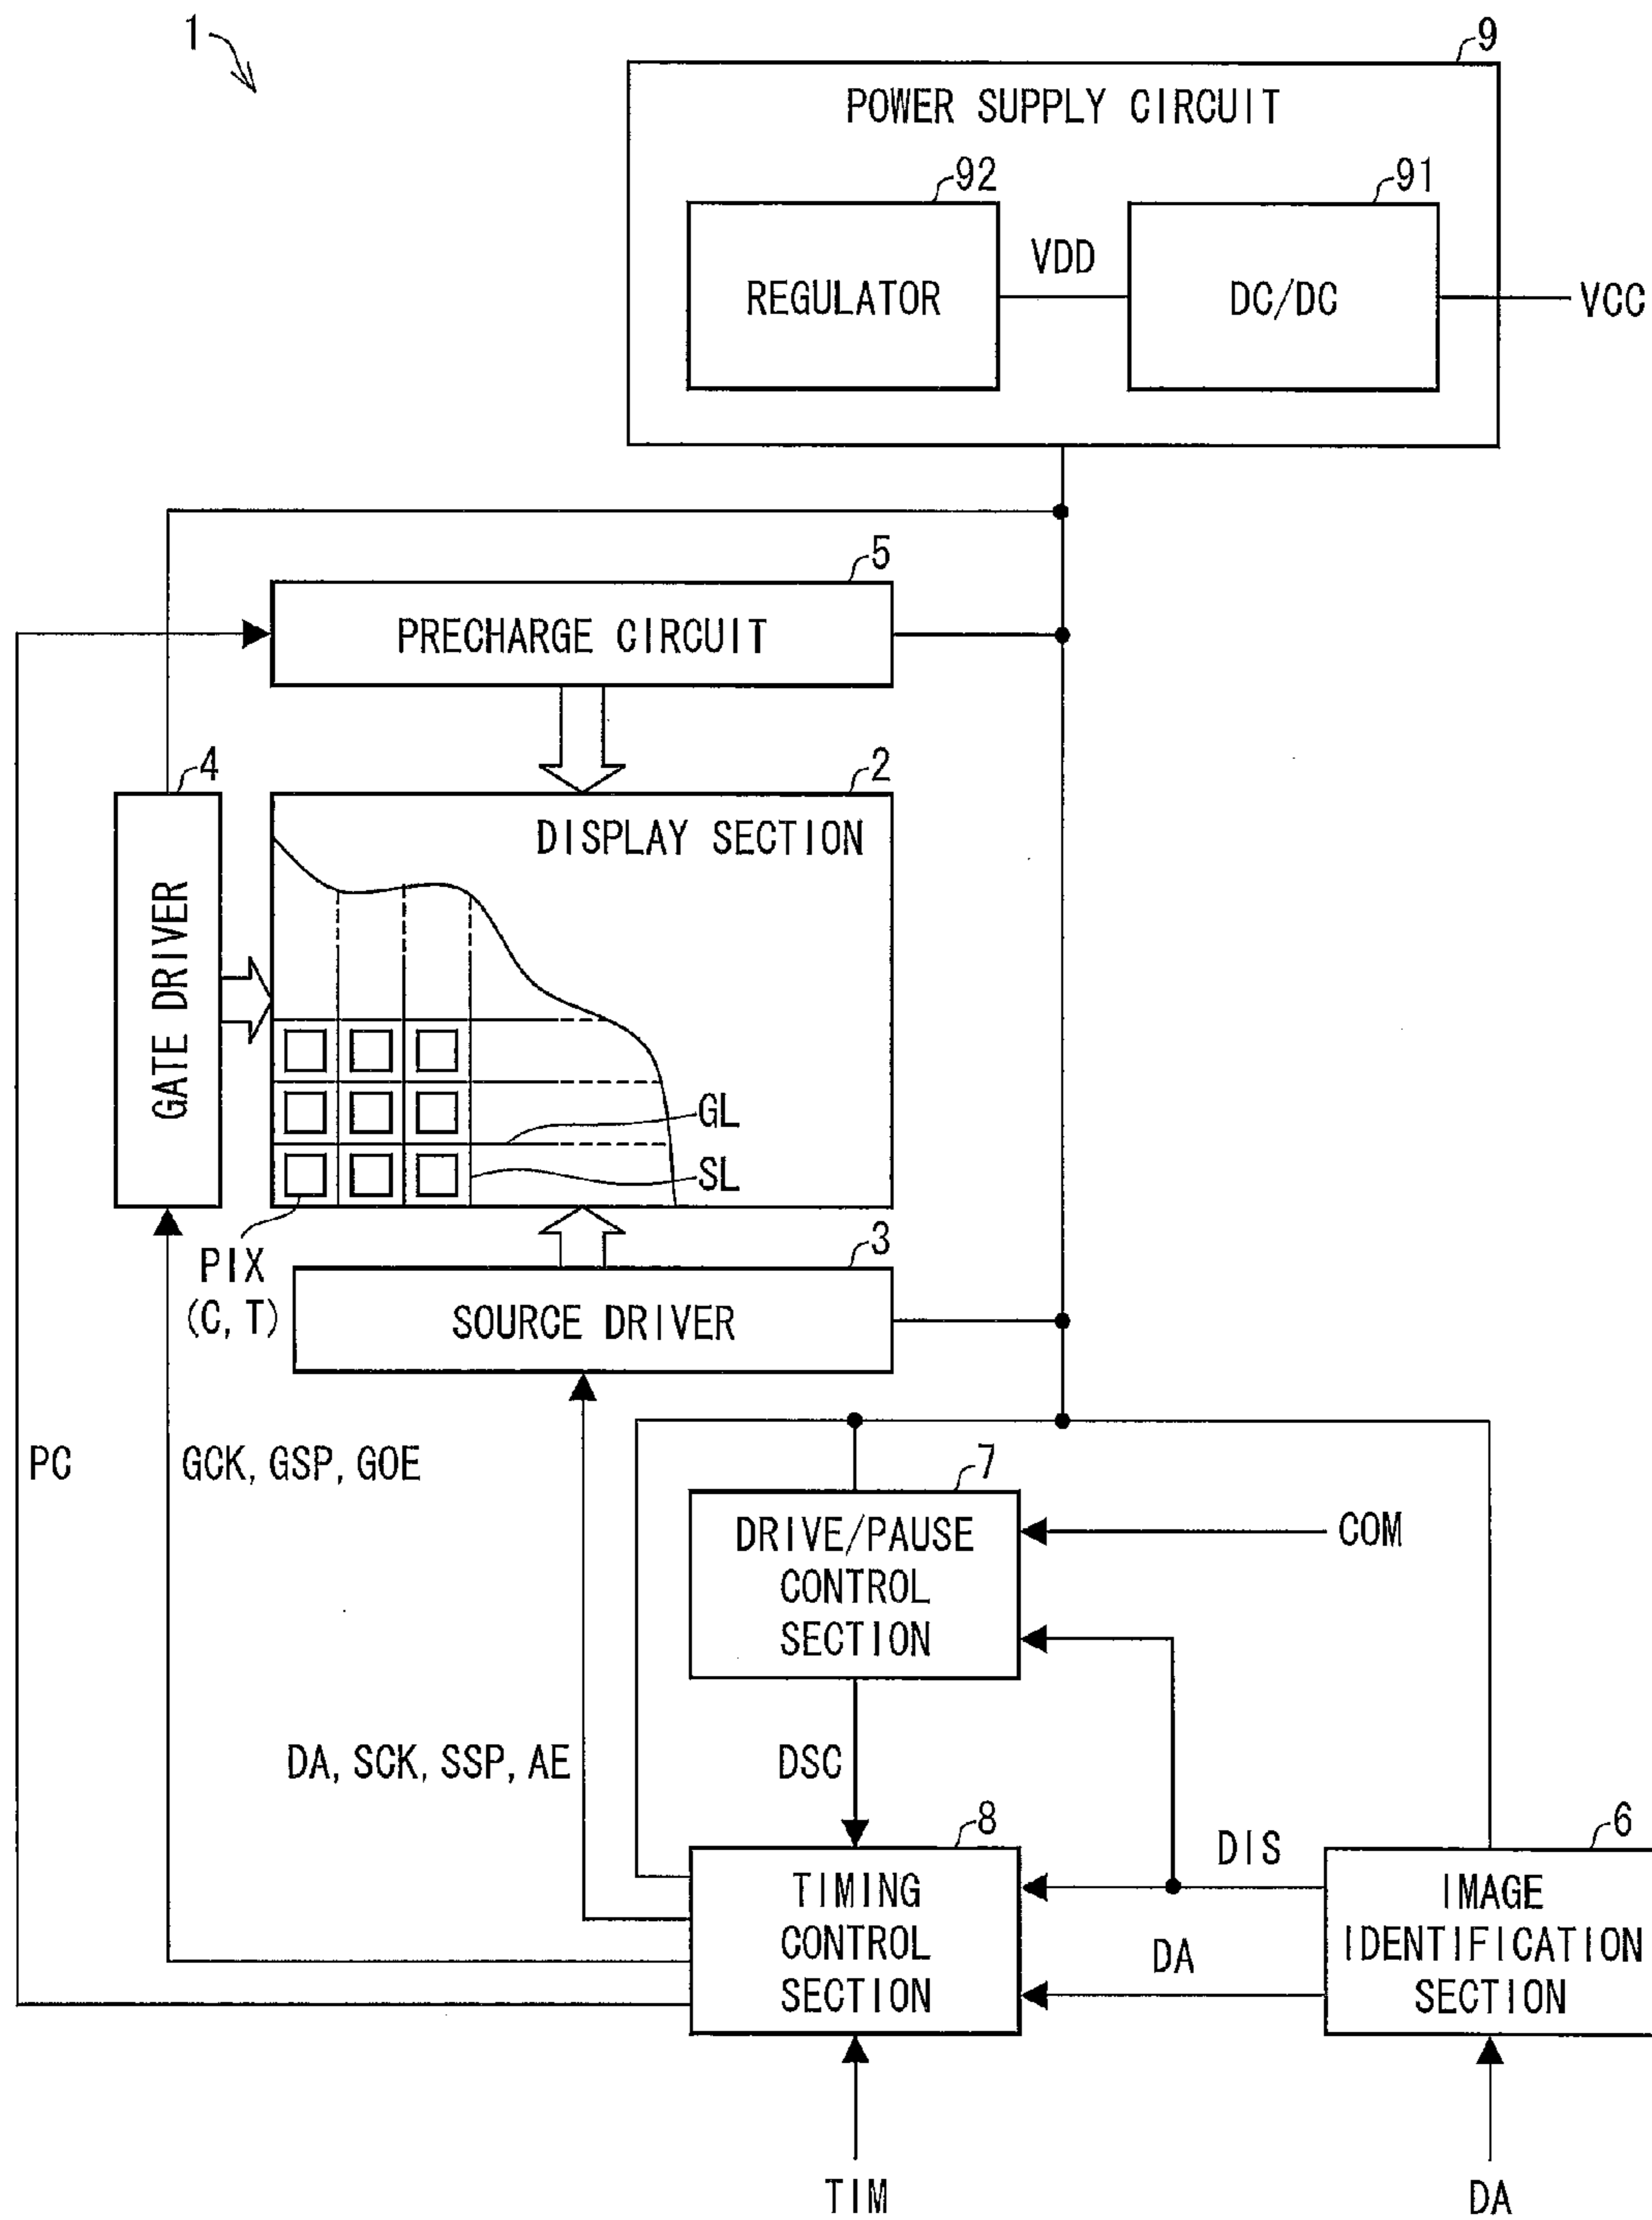 1
9
POWER SUPPLY CIRCUIT
92
91
REGULATOR
VDD
DC/DC
VCC
5
PRECHARGE CIRCUIT
4
2
DISPLAY SECTION
GATE DRIVER
GL
SL
PIX
(C, T)
3
SOURCE DRIVER
PC
GCK, GSP, GOE
7
DRIVE/PAUSE
CONTROL
SECTION
COM
DA, SCK, SSP, AE
DSC
8
TIMING
CONTROL
SECTION
DIS
DA
6
IMAGE
IDENTIFICATION
SECTION
TIM
DA